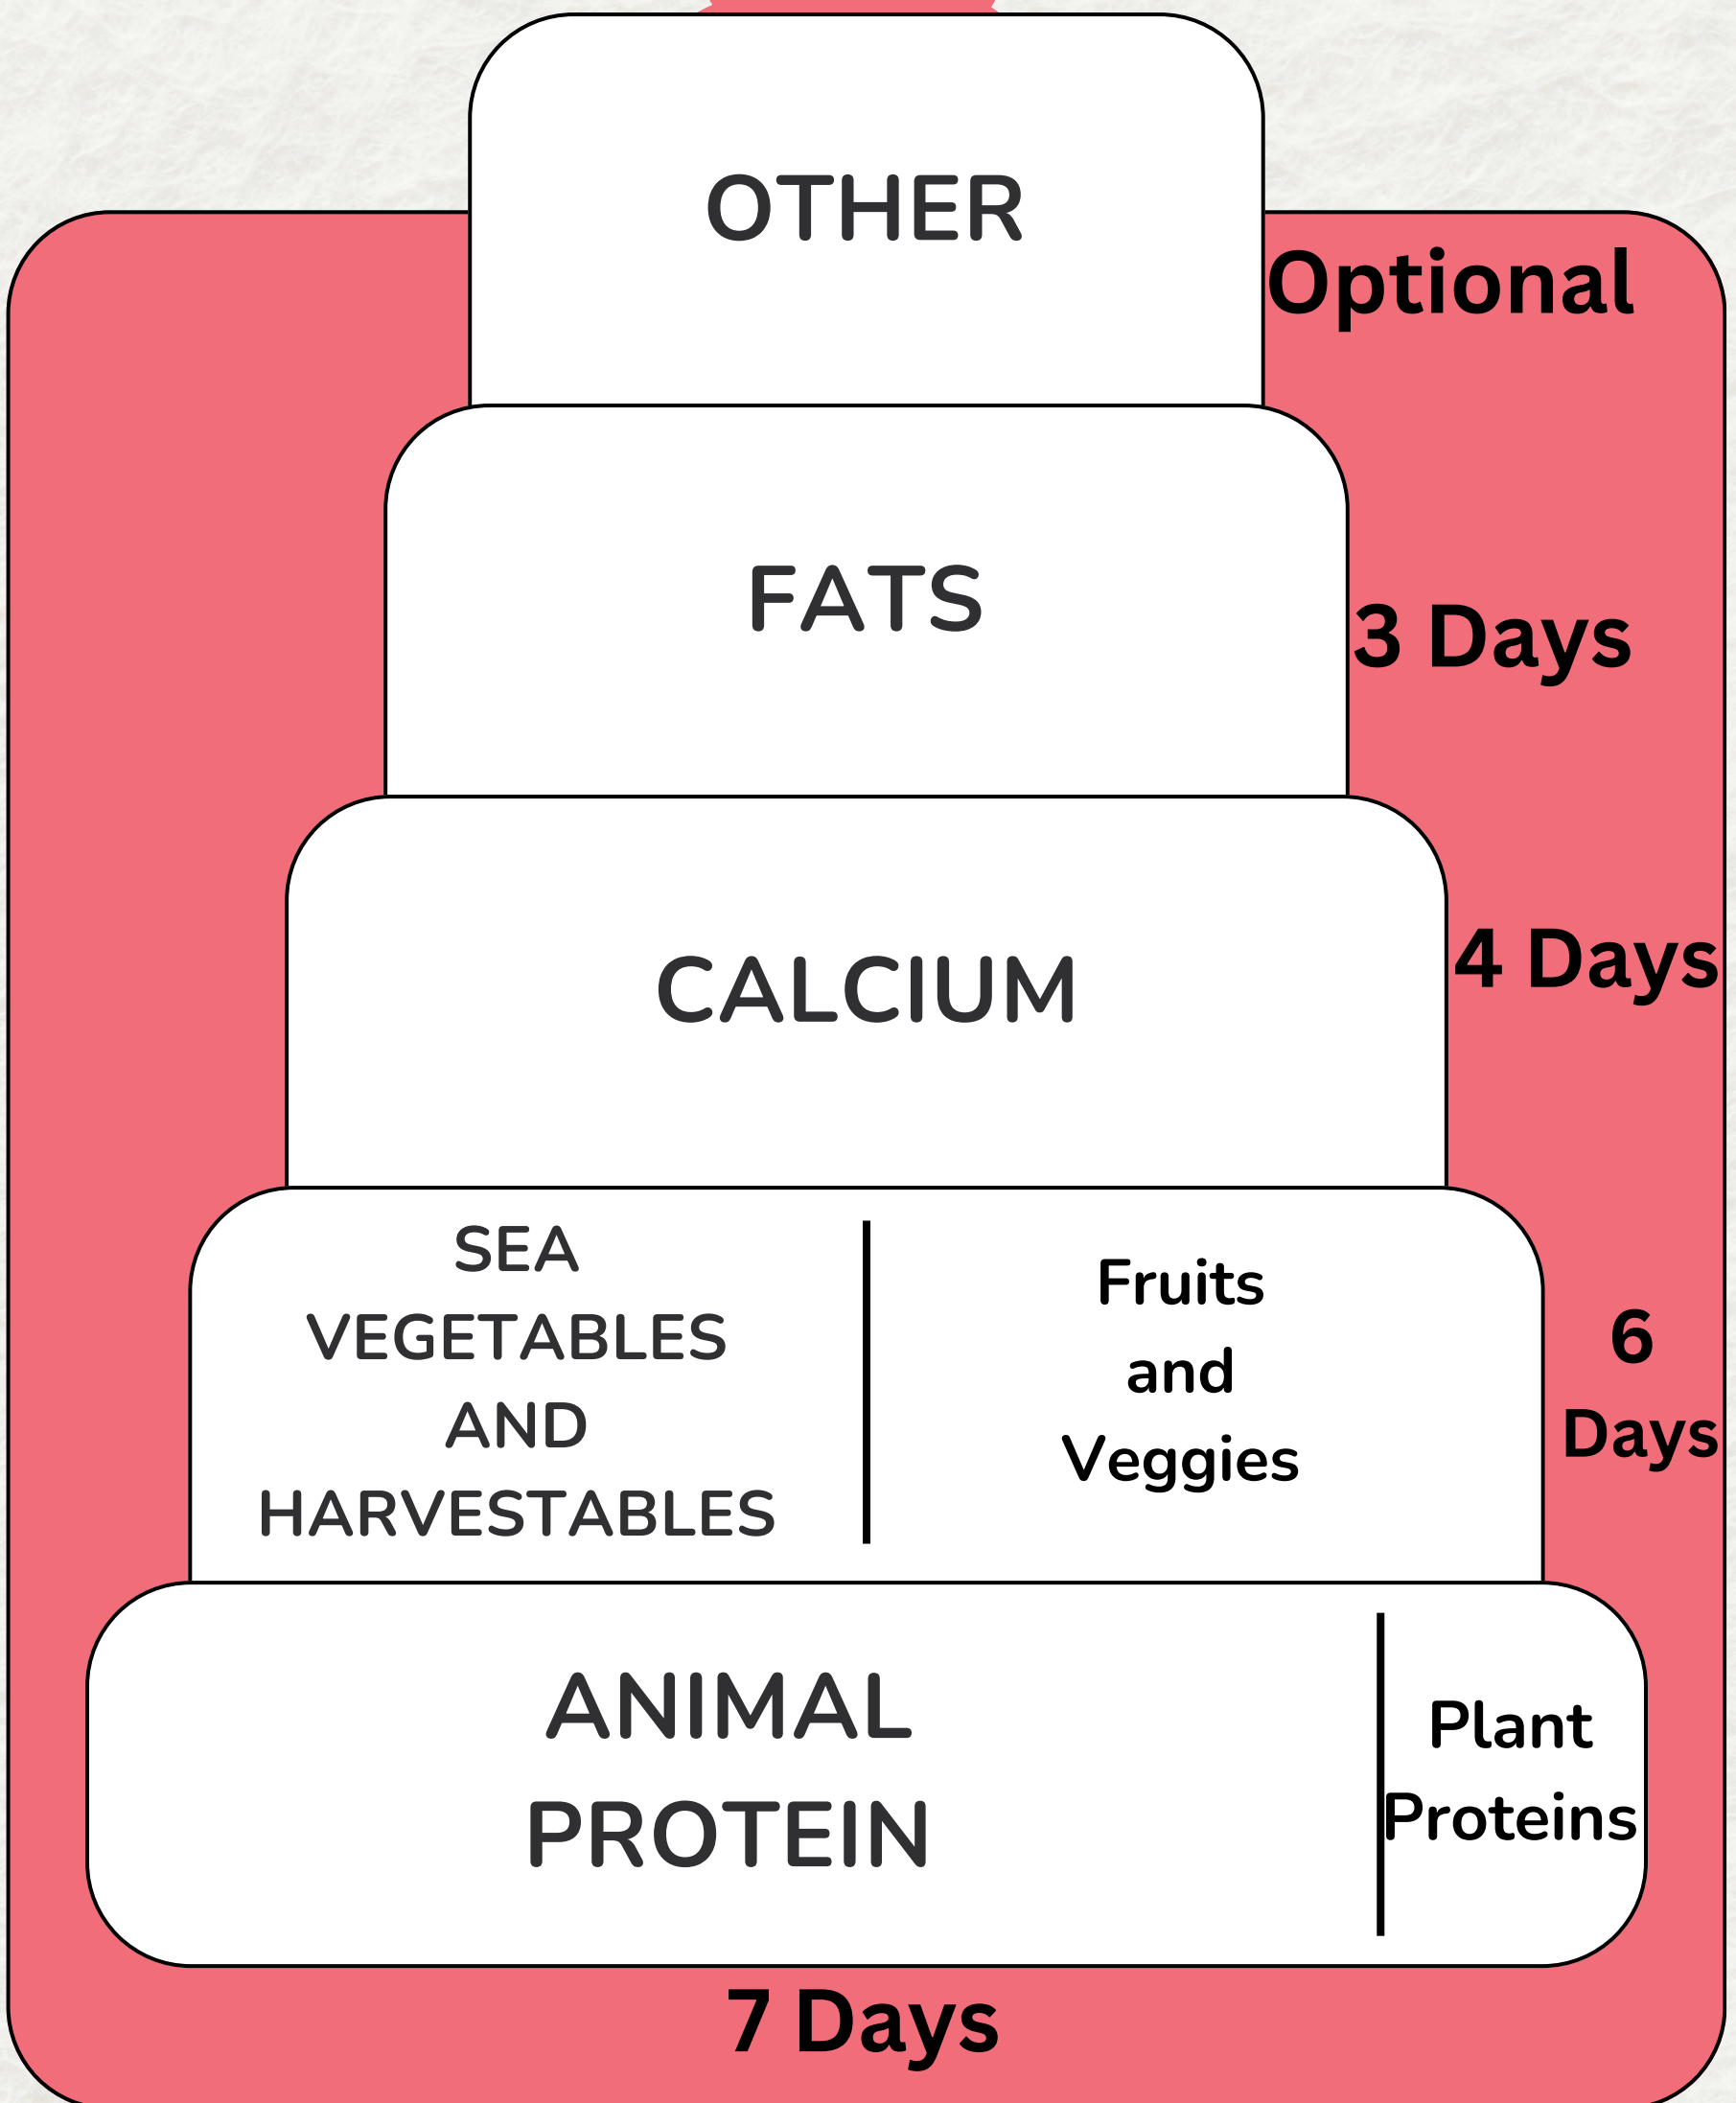 OTHER
Optional
FATS
3 Days
CALCIUM
4 Days
SEA
VEGETABLES
AND
HARVESTABLES
Fruits
and
Veggies
6
Days
ANIMAL
PROTEIN
Plant
Proteins
7 Days